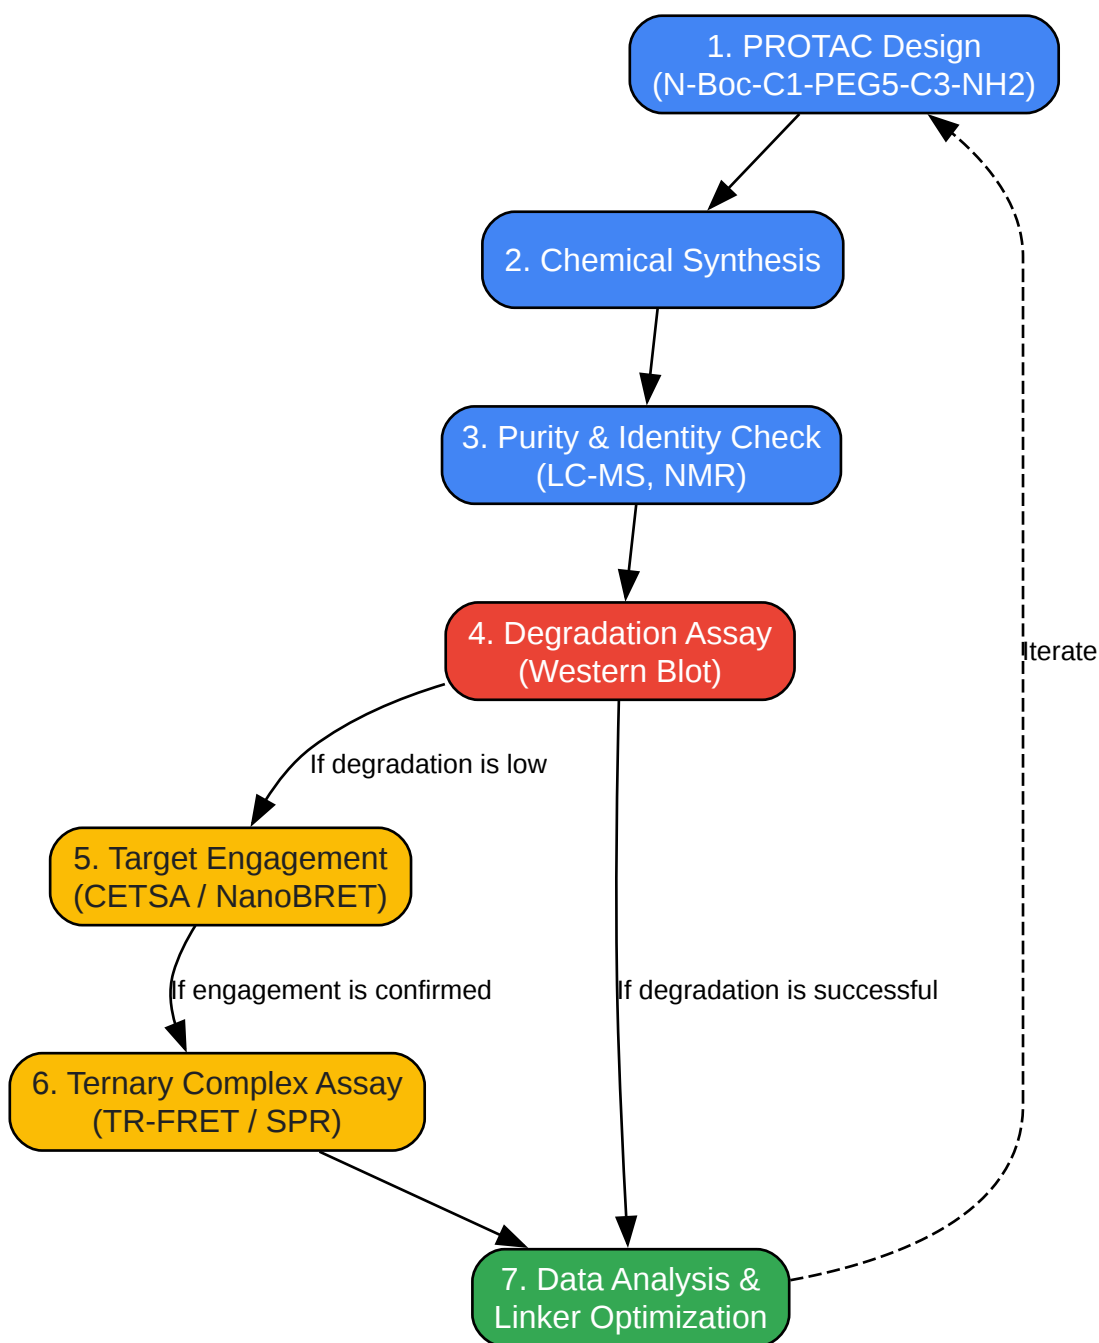 1. PROTAC Design
(N-Boc-C1-PEG5-C3-NH2)
2. Chemical Synthesis
3. Purity & Identity Check
(LC-MS, NMR)
4. Degradation Assay
(Western Blot)
Iterate
If degradation is low
5. Target Engagement
(CETSA / NanoBRET)
If engagement is confirmed
If degradation is successful
6. Ternary Complex Assay
(TR-FRET / SPR)
7. Data Analysis &
Linker Optimization